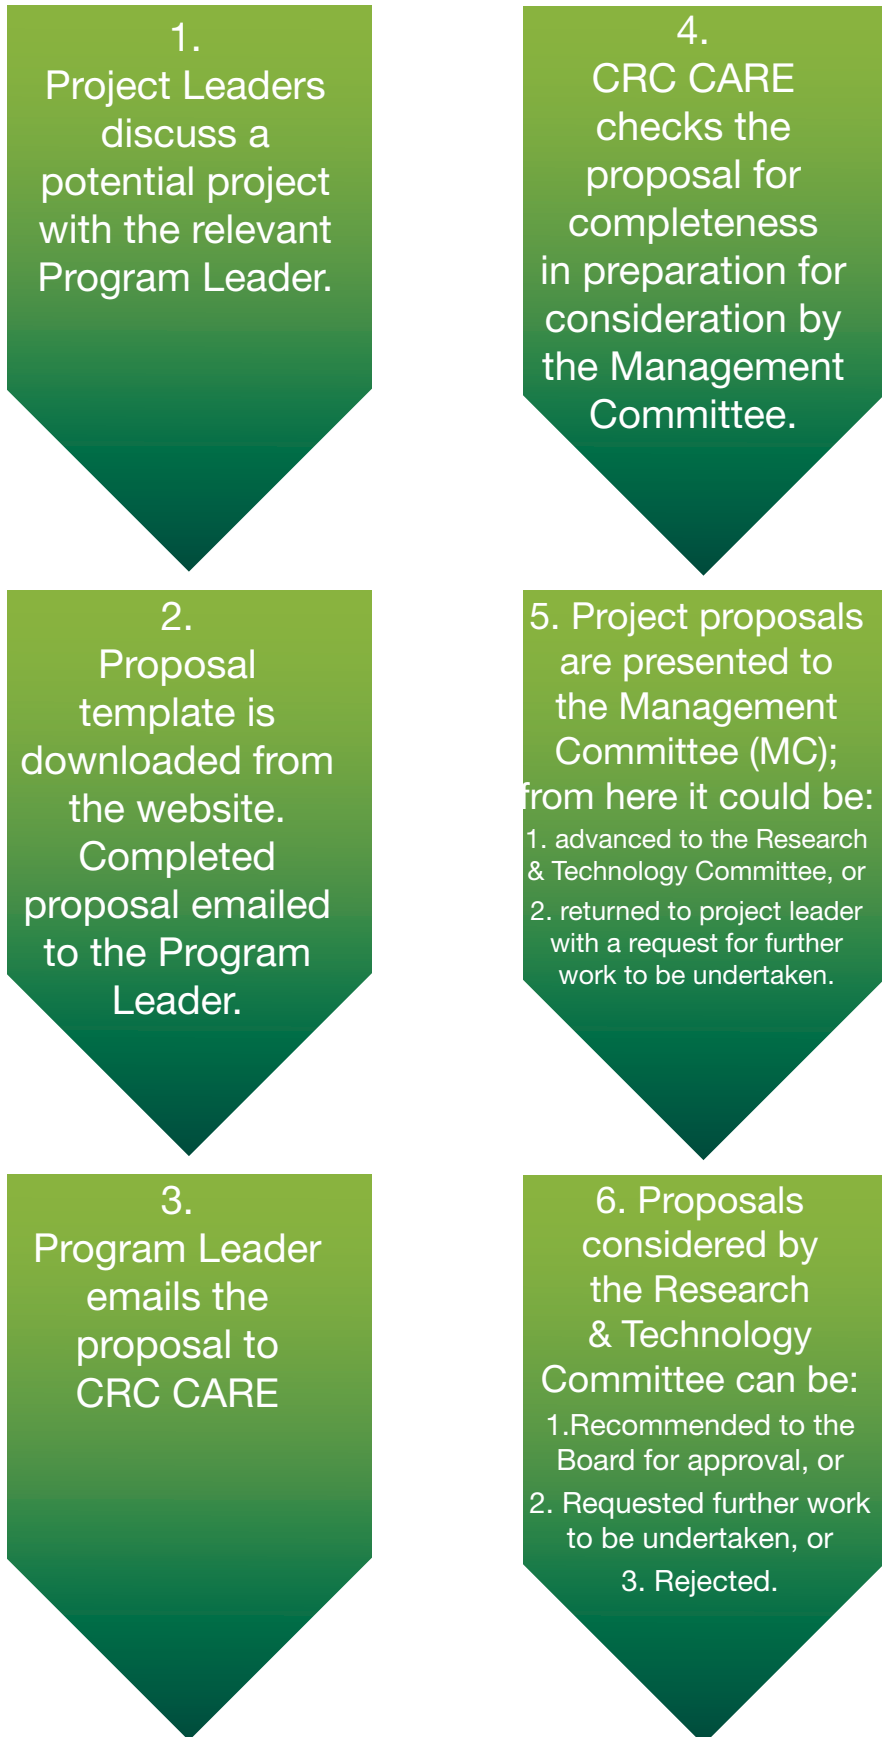 1.
Project Leaders
discuss a
potential project
with the relevant
Program Leader.
2.
Proposal
template is
downloaded from
the website.
Completed
proposal emailed
to the Program
Leader.
3.
Program Leader
emails the
proposal to
CRC CARE
4.
CRC CARE
checks the
proposal for
completeness
in preparation for
consideration by
the Management
Committee.
5. Project proposals
are presented to
the Management
Committee (MC);
from here it could be:
1. advanced to the Research
& Technology Committee, or
2. returned to project leader
with a request for further
work to be undertaken.
6. Proposals
considered by
the Research
& Technology
Committee can be:
1.Recommended to the
Board for approval, or
2. Requested further work
to be undertaken, or
3. Rejected.